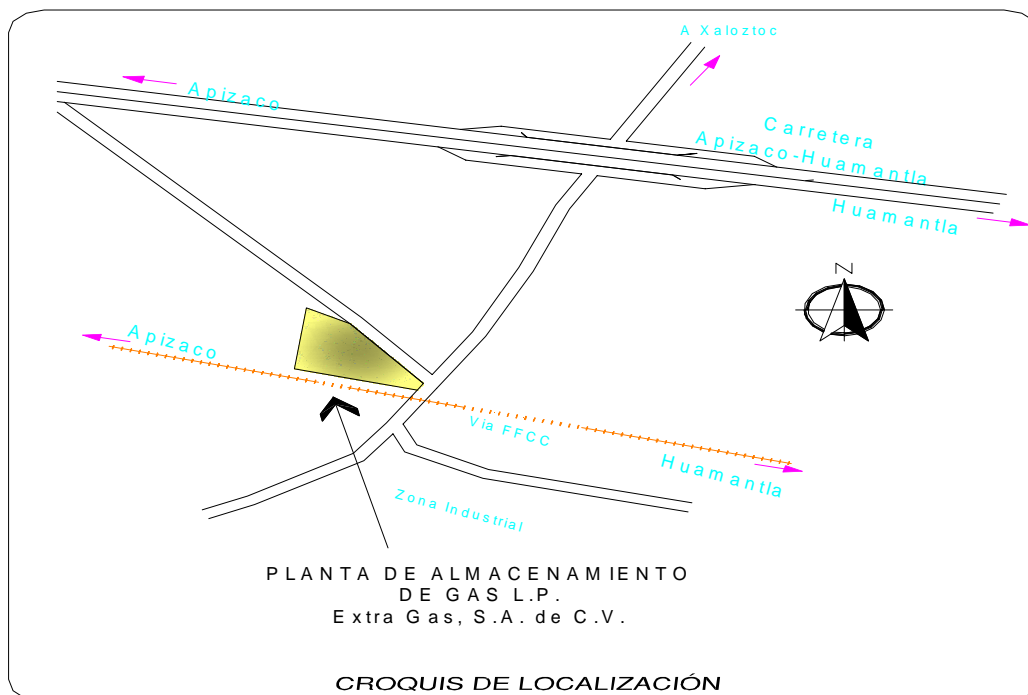 A Xaloztoc
Apizaco
Carretera
Apizaco-Huamantla
Huamantla
N
Apizaco
Vía FFCC
Huamantla
Zona Industrial
PLANTA DE ALMACENAMIENTO
DE GAS L.P.
Extra Gas, S.A. de C.V.
CROQUIS DE LOCALIZACIÓN